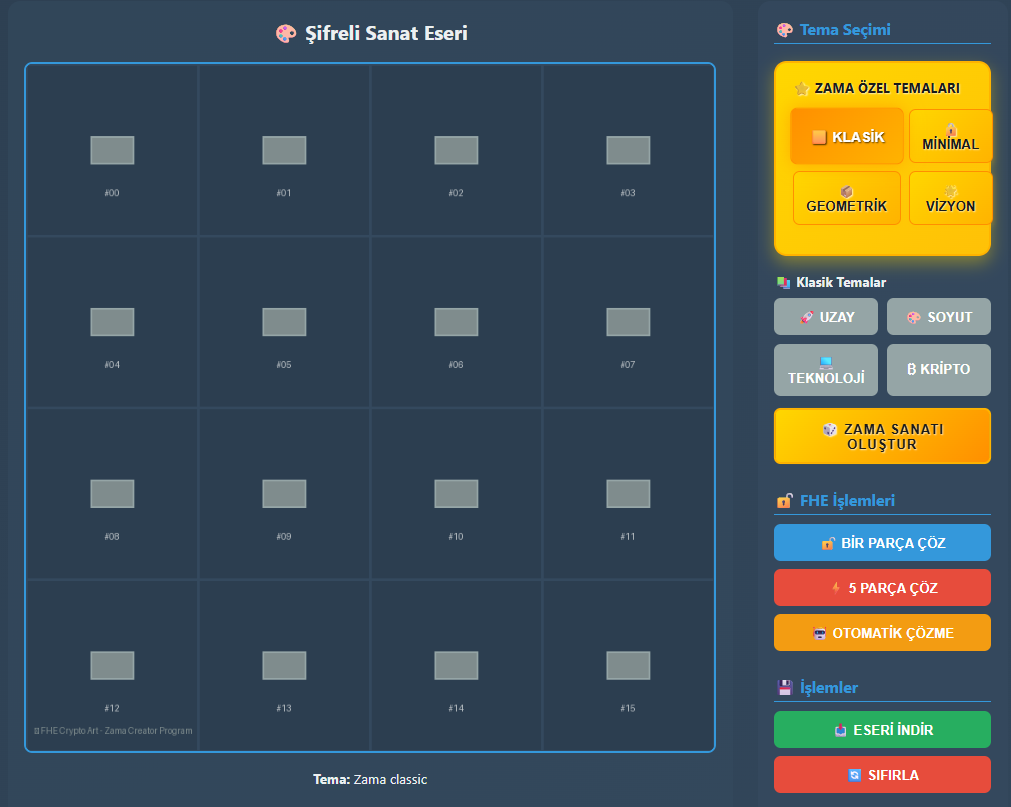 🎨 Şifreli Sanat Eseri
#00
#01
#02
#03
#04
#05
#06
#07
#08
#09
#10
#11
#12
#13
#14
#15
FHE Crypto Art - Zama Creator Program
Tema: Zama classic
🎨 Tema Seçimi
🌟 ZAMA ÖZEL TEMALARI
🟧 KLASİK
MİNİMAL
GEOMETRİK
VİZYON
📚 Klasik Temalar
🚀 UZAY
🎨 SOYUT
💻
TEKNOLOJİ
₿ KRİPTO
🎲 ZAMA SANATI
OLUŞTUR
🔓 FHE İşlemleri
🔓 BİR PARÇA ÇÖZ
⚡ 5 PARÇA ÇÖZ
🤖 OTOMATİK ÇÖZME
💾 İşlemler
📥 ESERİ İNDİR
🔄 SIFIRLA